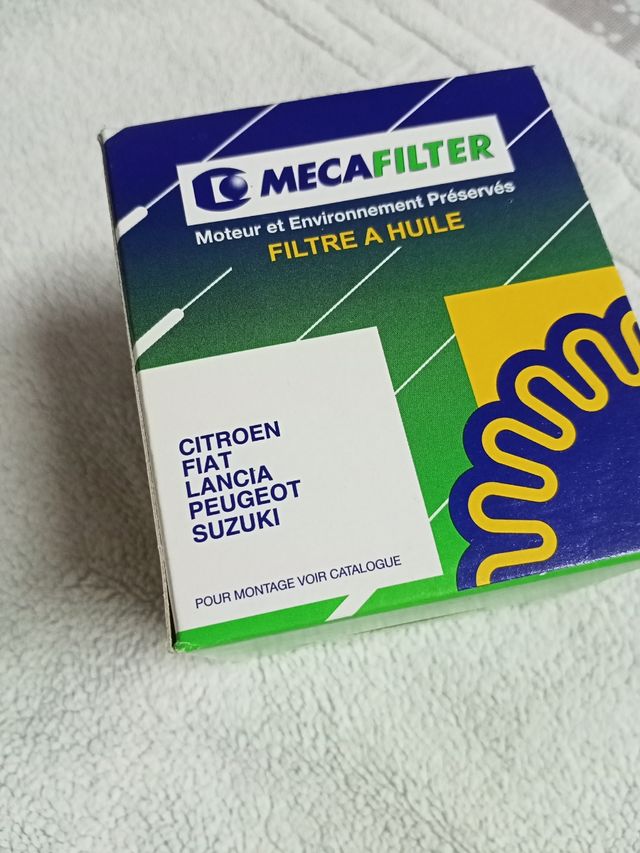 MECAFILTER
Moteur et Environnement Préservés
FILTRE A HUILE
CITROEN
FIAT
LANCIA
PEUGEOT
SUZUKI
POUR MONTAGE VOIR CATALOGUE